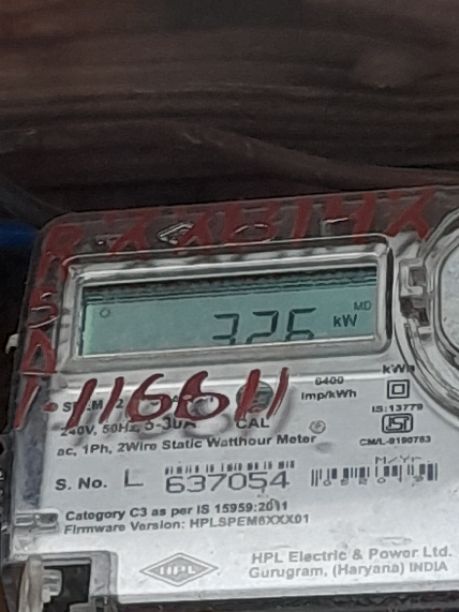 MD
3.26 kW
1-116611
kWh
6400
imp/kWh
CAL
IS:13779
240V, 50Hz, 5-30A
CM/L-9190783
ac, 1Ph, 2Wire Static Watthour Meter
M/Yr
S. No. L 637054
Category C3 as per IS 15959:2011
Firmware Version: HPLSPEM6XXX01
HPL
HPL Electric & Power Ltd.
Gurugram, (Haryana) INDIA